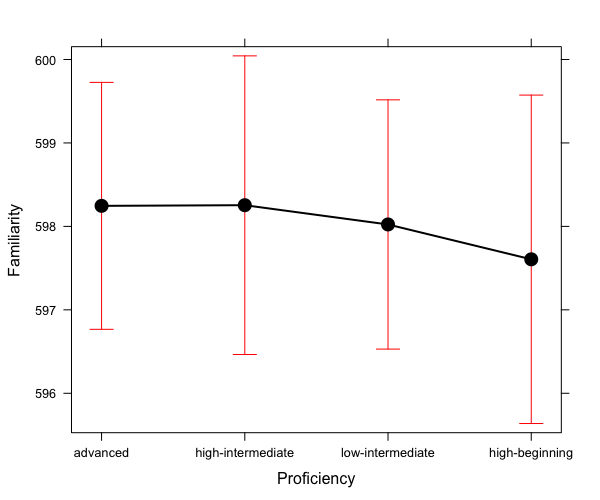 600
599
598
597
596
Familiarity
advanced
high-intermediate
low-intermediate
high-beginning
Proficiency